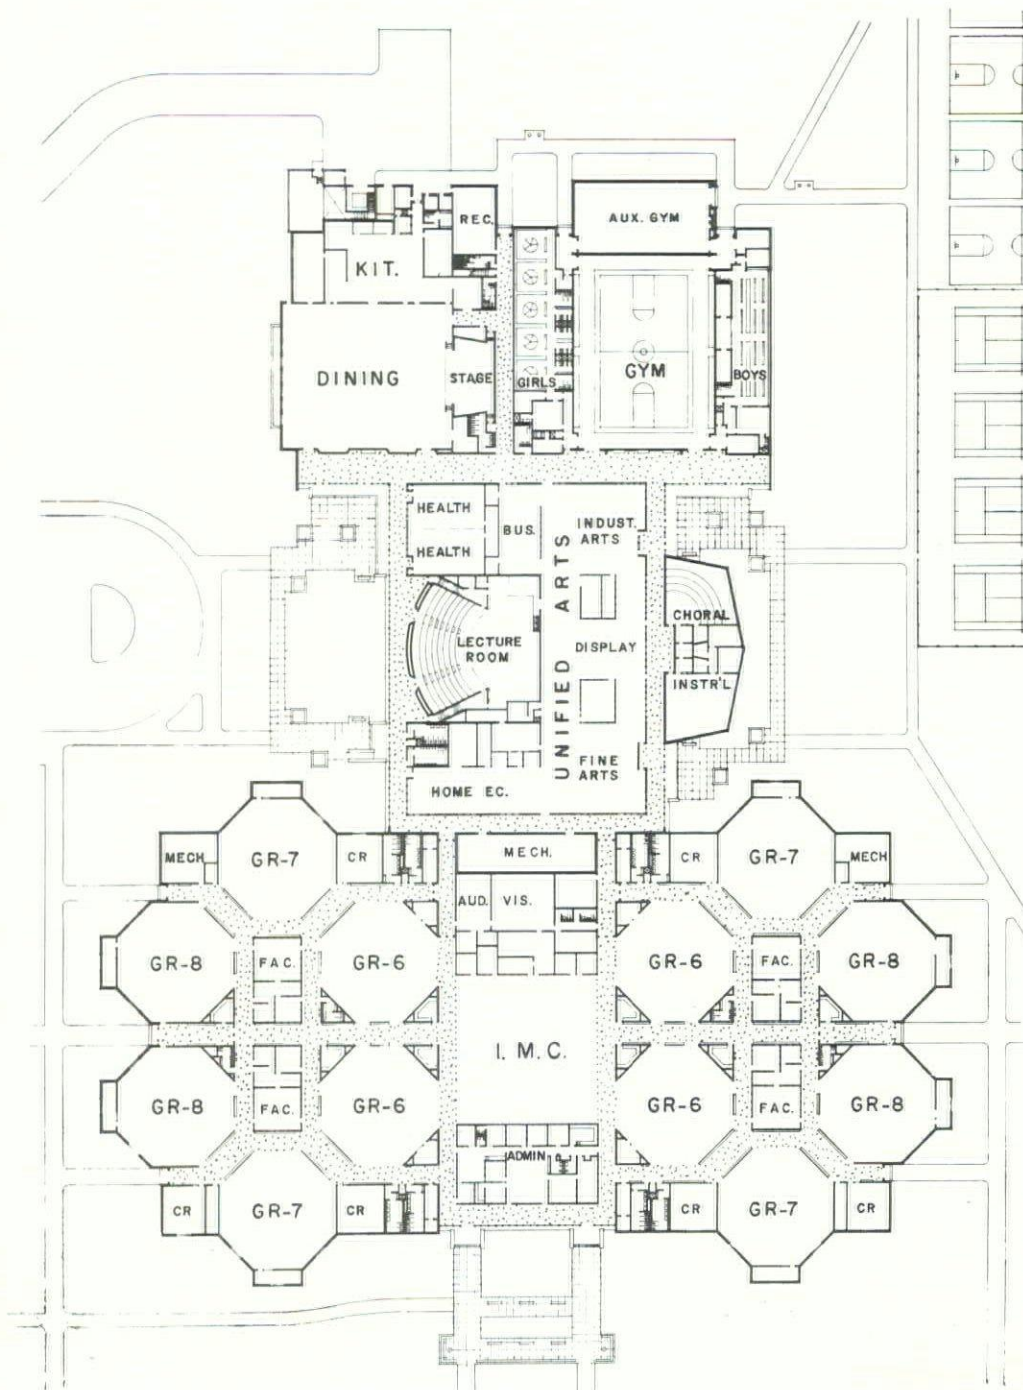 REC.
AUX. GYM
KIT.
DINING
STAGE
GIRLS
GYM
BOYS
HEALTH
HEALTH
BUS.
INDUST.
ARTS
UNIFIED ARTS
LECTURE
ROOM
DISPLAY
CHORAL
INSTR'L
FINE
ARTS
HOME EC.
MECH
GR-7
CR
MECH.
CR
GR-7
MECH
AUD. VIS.
GR-8
FAC.
GR-6
GR-6
FAC.
GR-8
I. M. C.
GR-8
FAC.
GR-6
GR-6
FAC.
GR-8
ADMIN
CR
GR-7
CR
CR
GR-7
CR